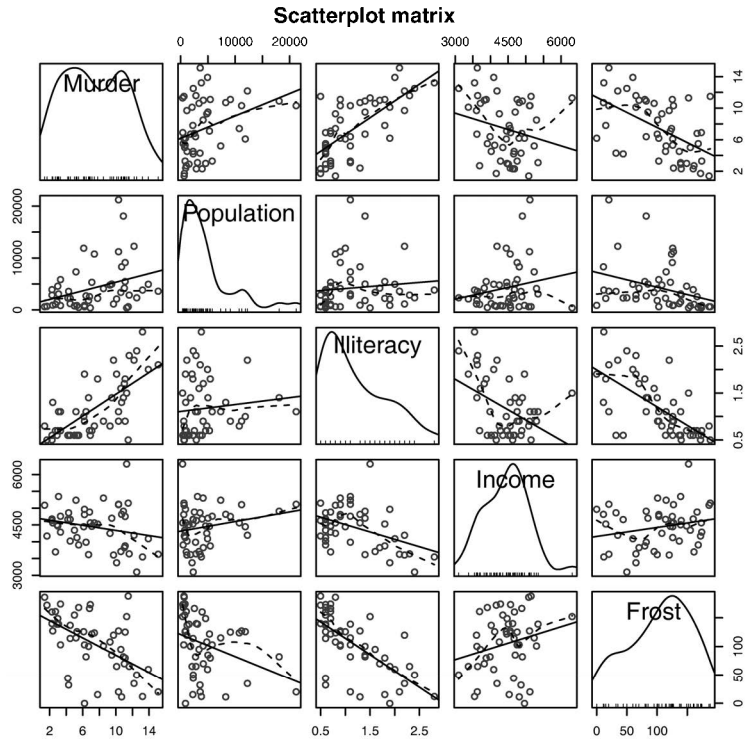 Scatterplot matrix
0 10000 20000
3000 4500 6000
Murder
2 6 10 14
0 10000 20000
Population
Illiteracy
0.5 1.5 2.5
3000 4500 6000
Income
Frost
0 50 100
2 6 10 14
0.5 1.5 2.5
0 50 100